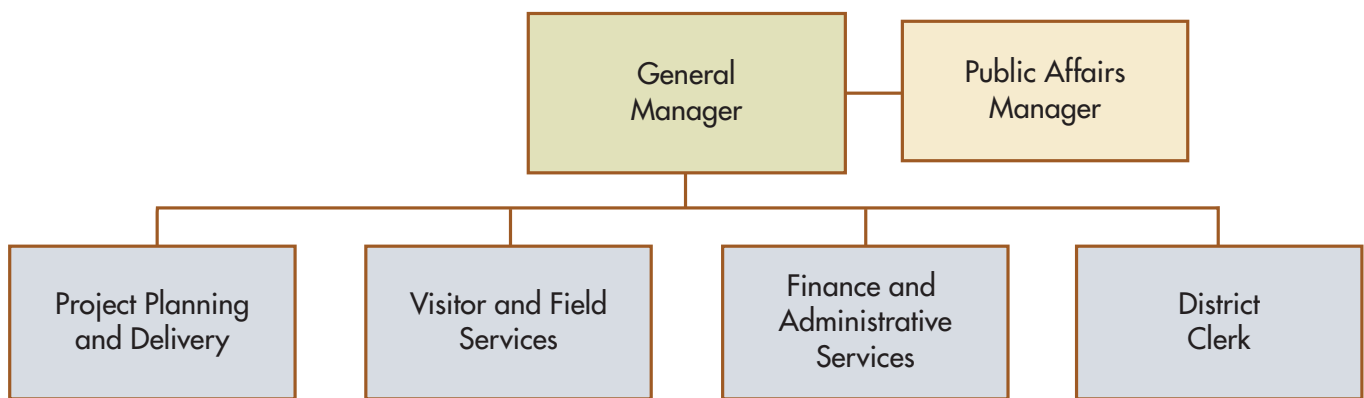 General
Manager
Public Affairs
Manager
Project Planning
and Delivery
Visitor and Field
Services
Finance and
Administrative
Services
District
Clerk